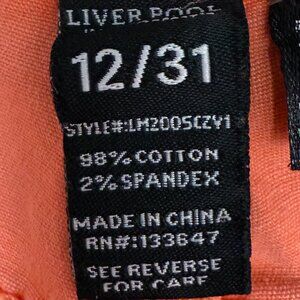 LIVERPOOL
12/31
STYLE#:LM2005CZY1
98% COTTON
2% SPANDEX
MADE IN CHINA
RN#:133647
SEE REVERSE
FOR CARE